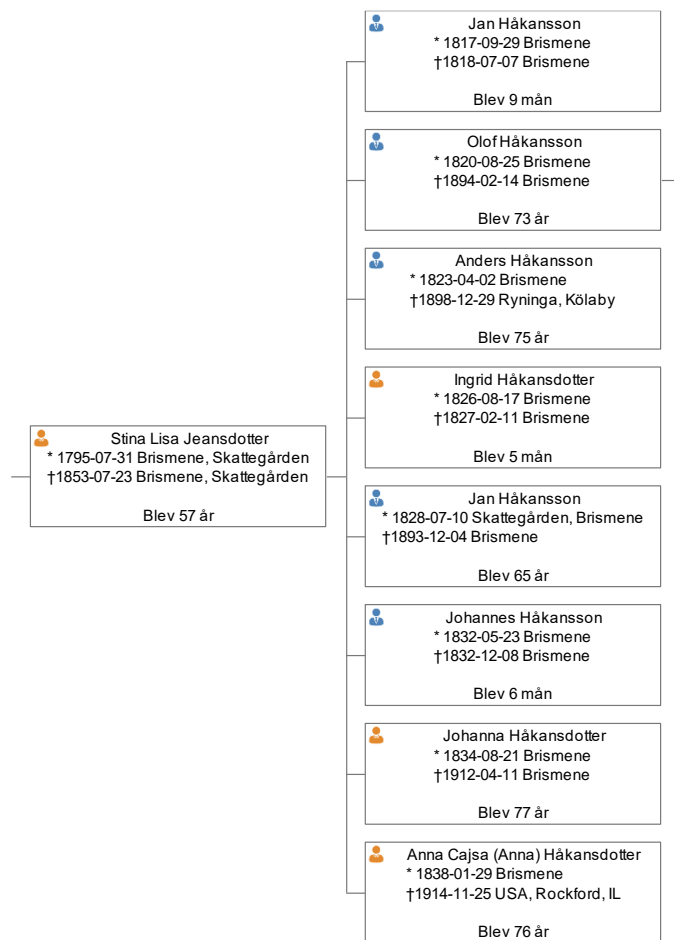 Jan Håkansson
* 1817-09-29 Brismene
†1818-07-07 Brismene
Blev 9 mån
Olof Håkansson
* 1820-08-25 Brismene
†1894-02-14 Brismene
Blev 73 år
Anders Håkansson
* 1823-04-02 Brismene
†1898-12-29 Ryninga, Kölaby
Blev 75 år
Ingrid Håkansdotter
* 1826-08-17 Brismene
†1827-02-11 Brismene
Blev 5 mån
Stina Lisa Jeansdotter
* 1795-07-31 Brismene, Skattegården
†1853-07-23 Brismene, Skattegården
Blev 57 år
Jan Håkansson
* 1828-07-10 Skattegården, Brismene
†1893-12-04 Brismene
Blev 65 år
Johannes Håkansson
* 1832-05-23 Brismene
†1832-12-08 Brismene
Blev 6 mån
Johanna Håkansdotter
* 1834-08-21 Brismene
†1912-04-11 Brismene
Blev 77 år
Anna Cajsa (Anna) Håkansdotter
* 1838-01-29 Brismene
†1914-11-25 USA, Rockford, IL
Blev 76 år